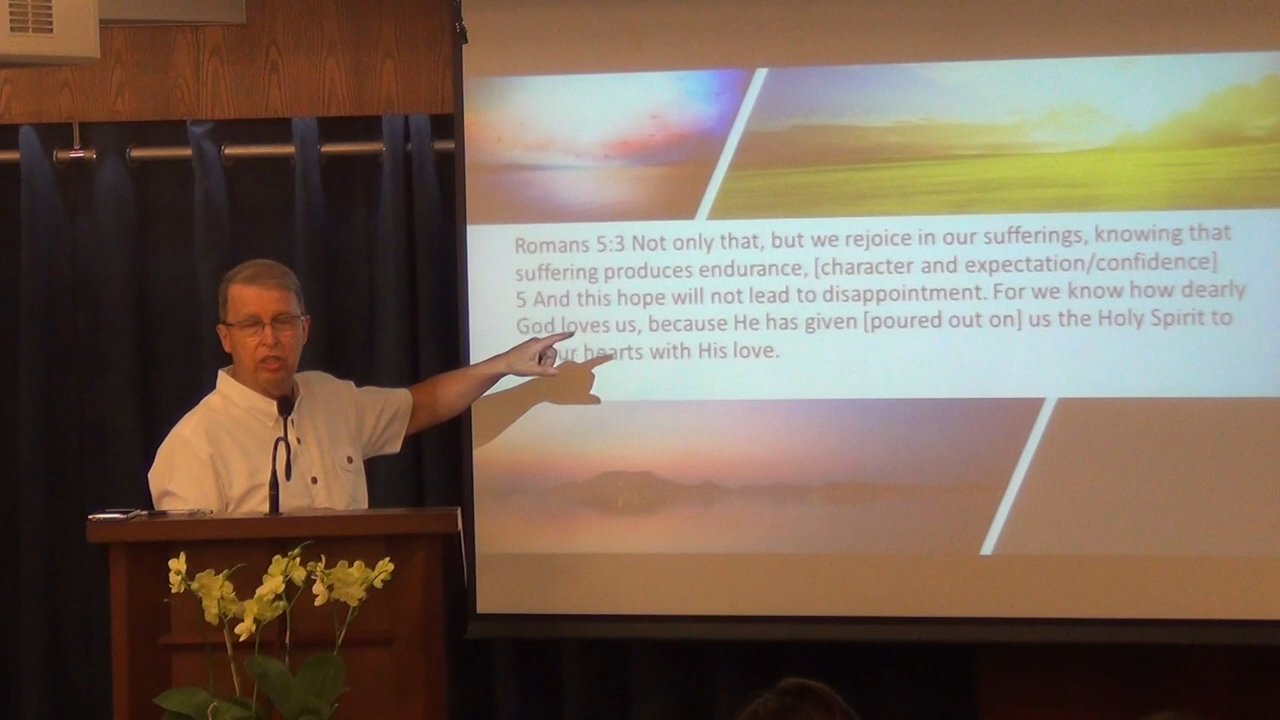 Romans 5:3 Not only that, but we rejoice in our sufferings, knowing that
suffering produces endurance, [character and expectation/confidence]
5 And this hope will not lead to disappointment. For we know how dearly
God loves us, because He has given [poured out on] us the Holy Spirit to
hearts with His love.